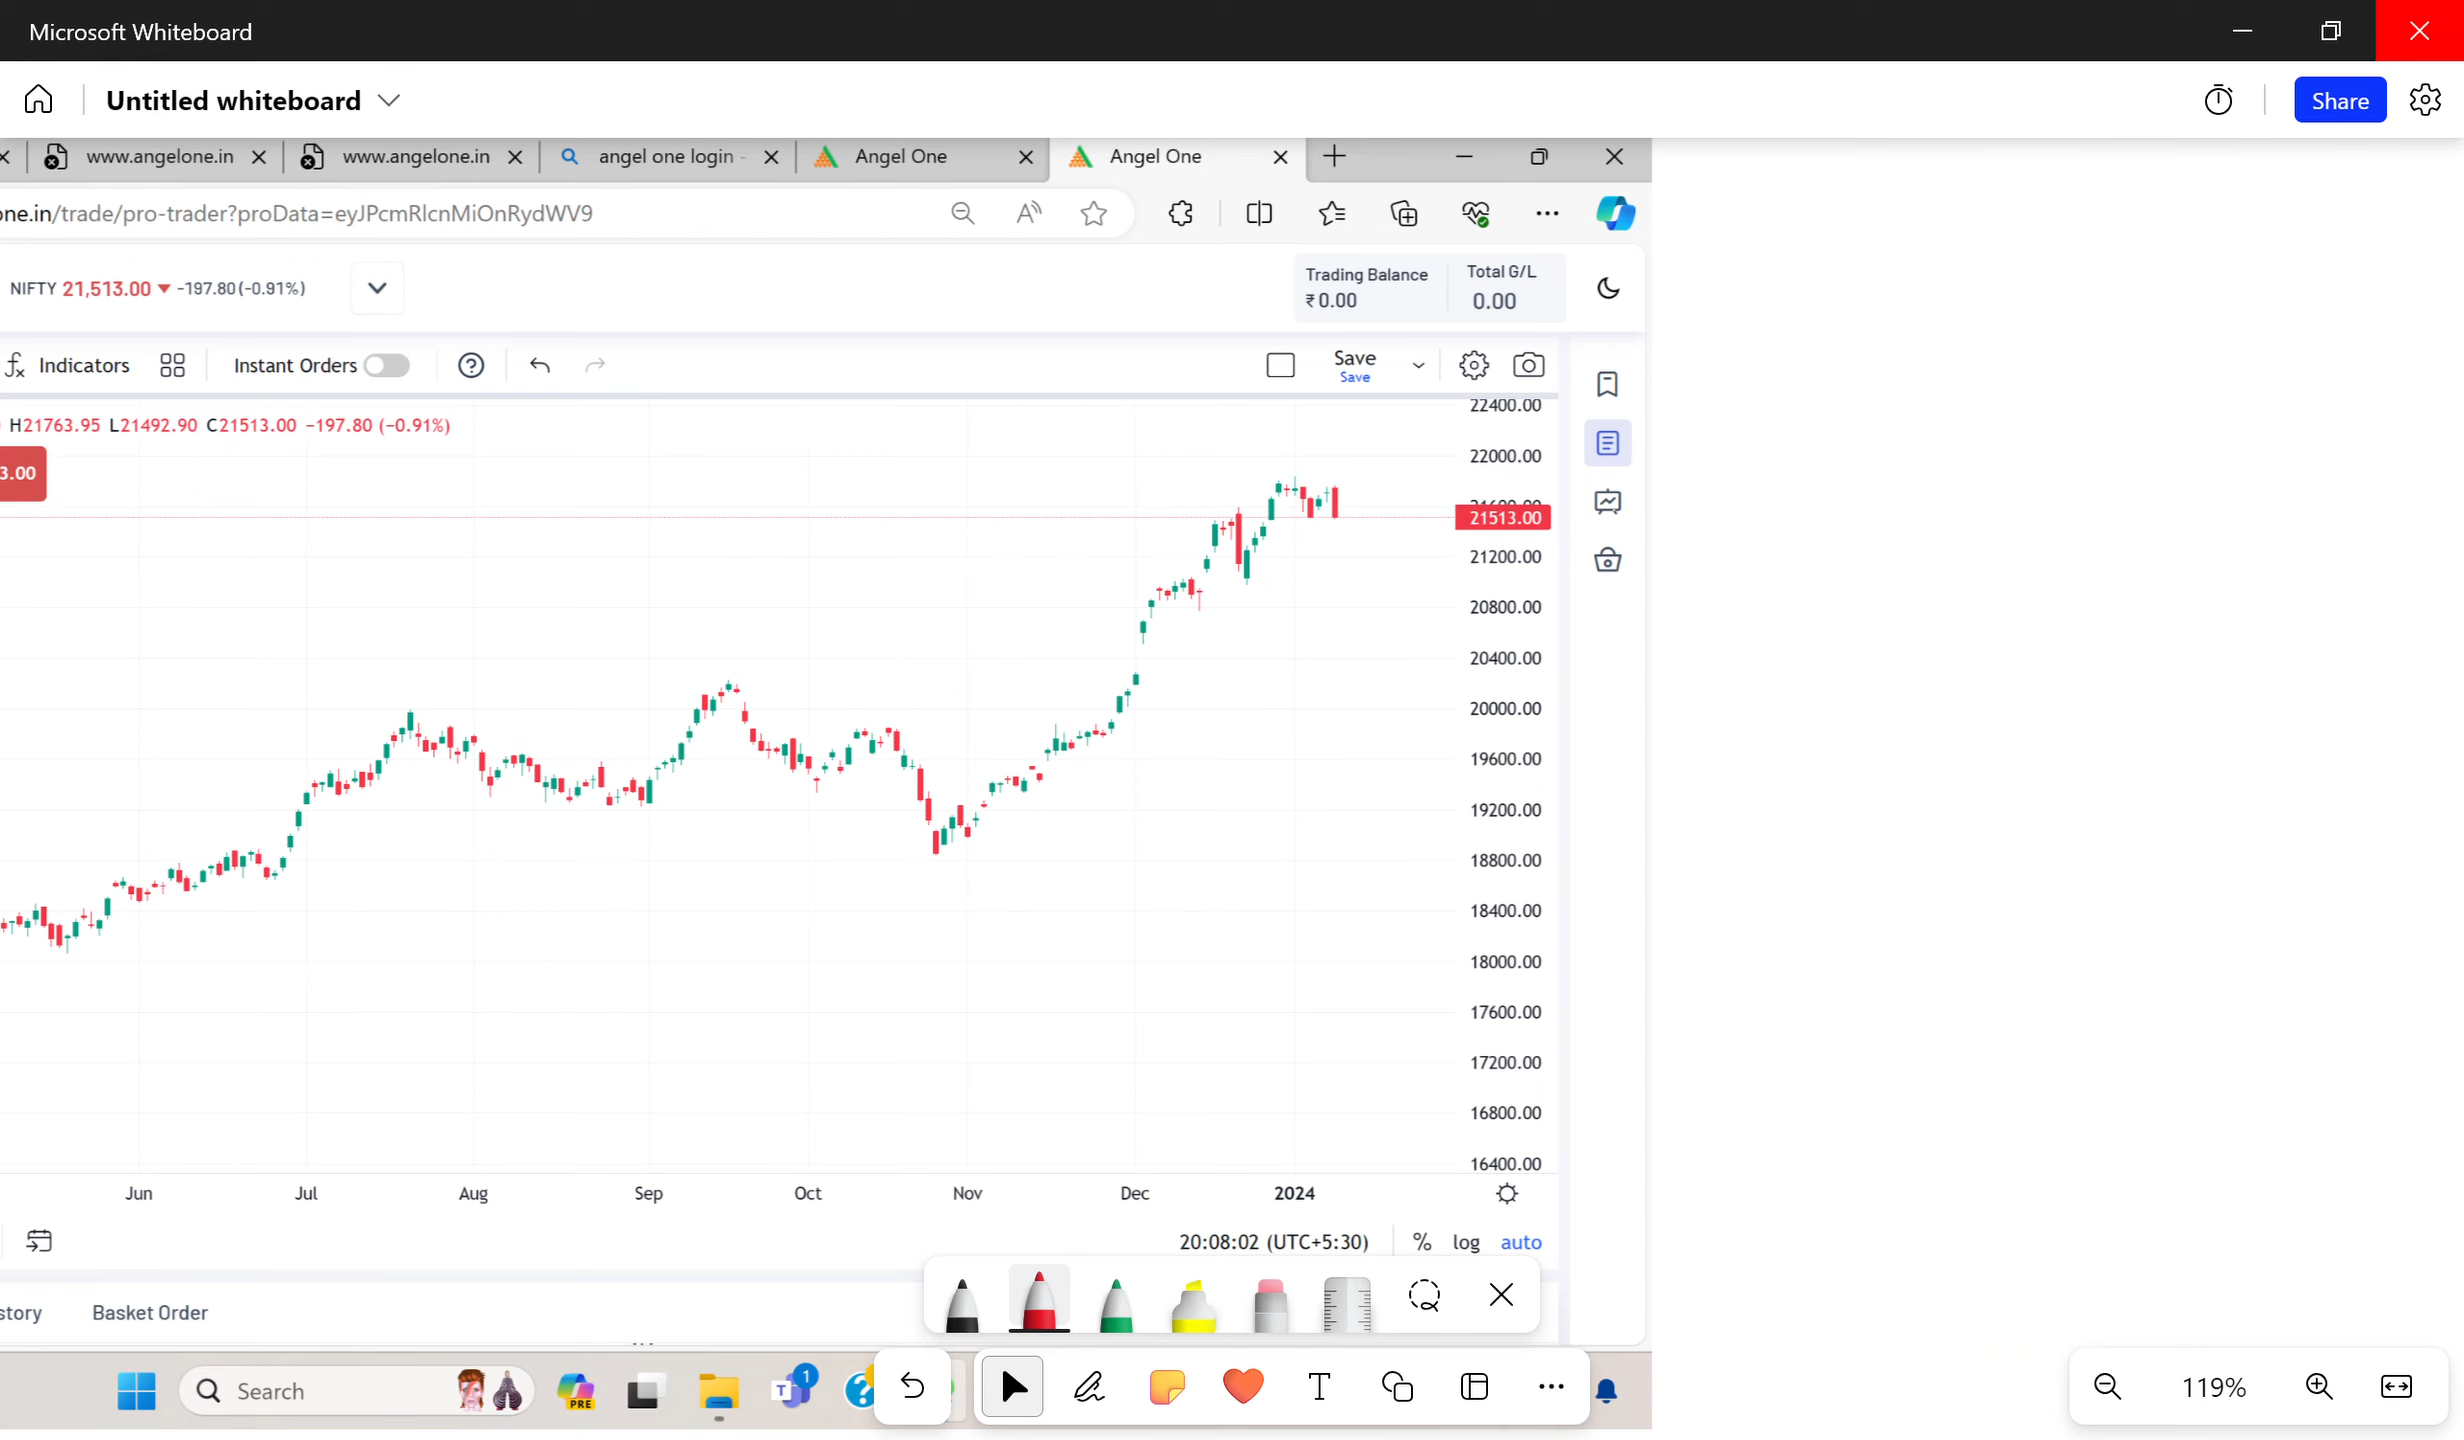 Microsoft Whiteboard
Untitled whiteboard
Share
www.angelone.in
www.angelone.in
angel one login -
Angel One
Angel One
one.in/trade/pro-trader?proData=eyJPcmRlcnMiOnRydWV9
NIFTY 21,513.00 -197.80(-0.91%)
Trading Balance
₹0.00
Total G/L
0.00
Indicators
Instant Orders
Save
Save
H21763.95 L21492.90 C21513.00 −197.80 (−0.91%)
3.00
22400.00
22000.00
21513.00
21200.00
20800.00
20400.00
20000.00
19600.00
19200.00
18800.00
18400.00
18000.00
17600.00
17200.00
16800.00
16400.00
Jun Jul Aug Sep Oct Nov Dec 2024
20:08:02 (UTC+5:30) % log auto
story
Basket Order
Search
PRE
T
1
119%